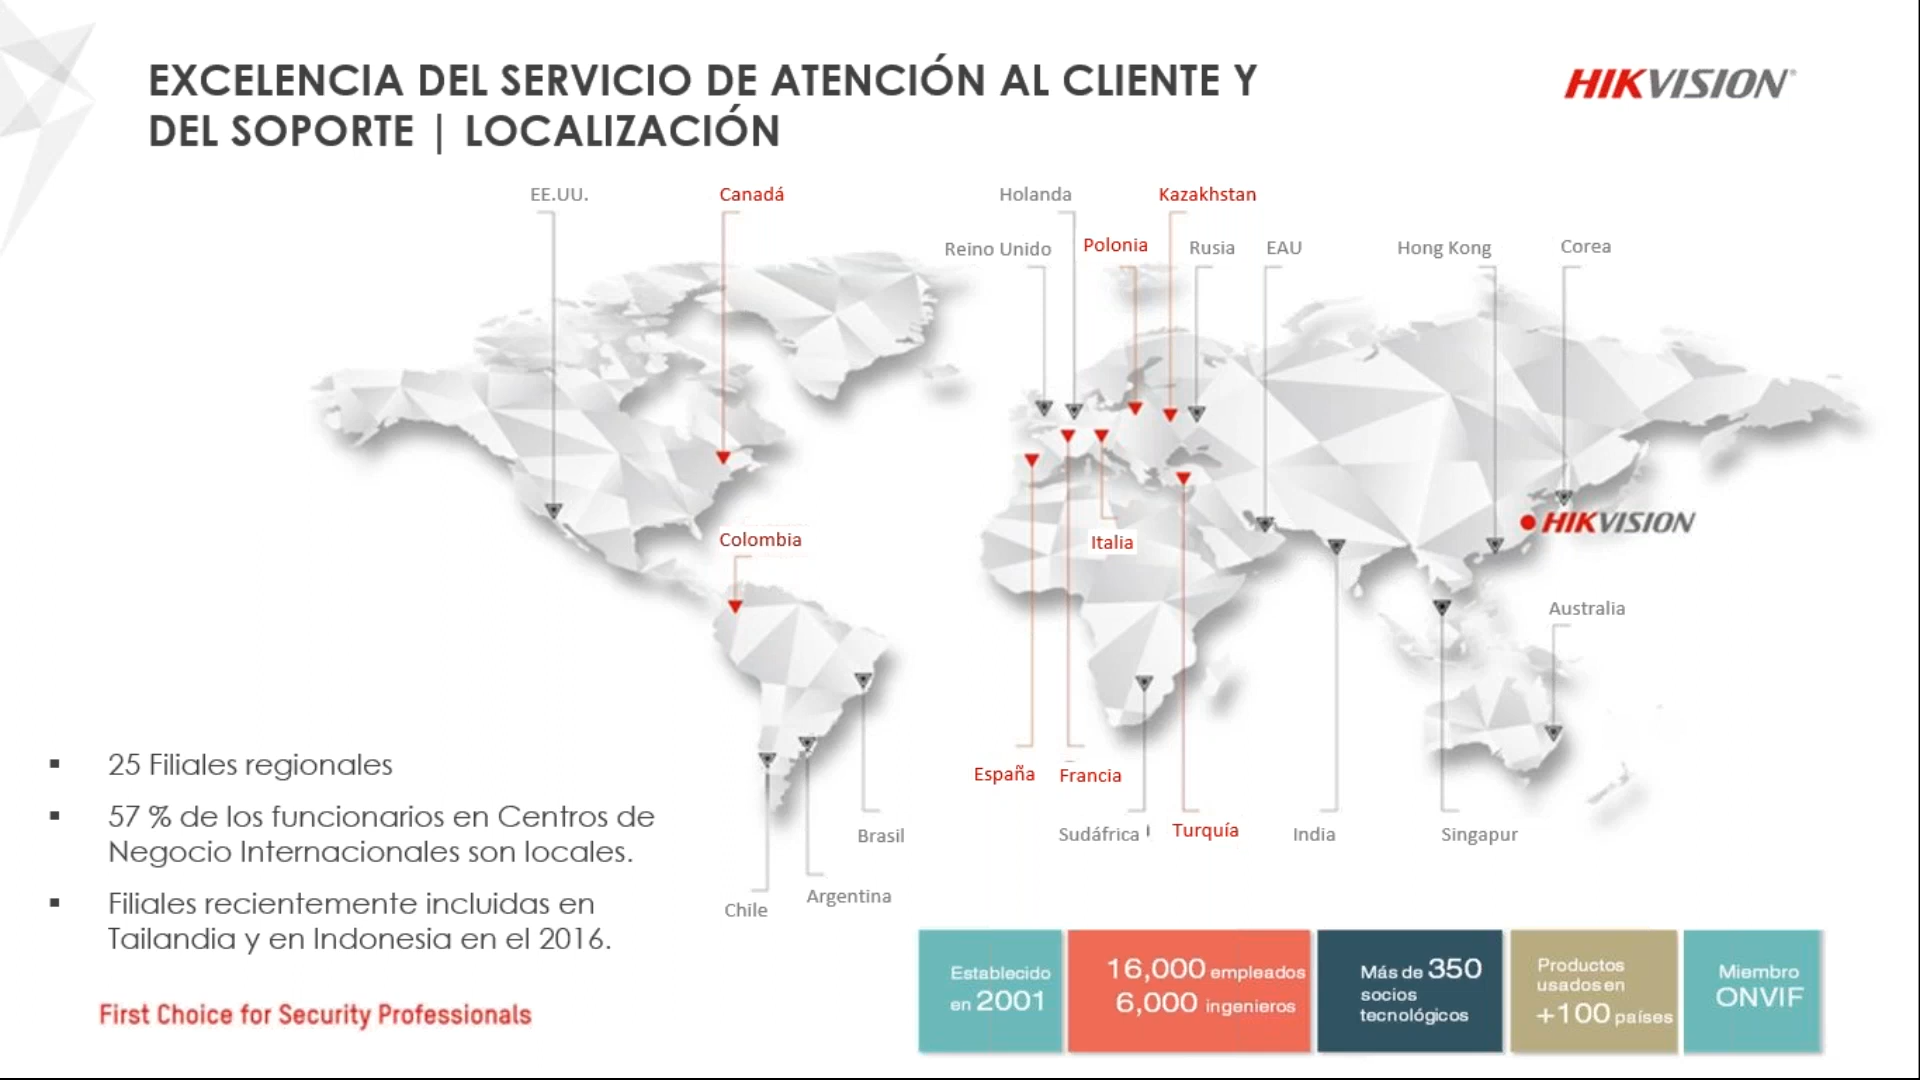 EXCELENCIA DEL SERVICIO DE ATENCIÓN AL CLIENTE Y
DEL SOPORTE | LOCALIZACIÓN
HIKVISION®
EE.UU.
Canadá
Holanda
Kazakhstan
Reino Unido
Polonia
Rusia
EAU
Hong Kong
Corea
HIKVISION
Colombia
Italia
Australia
España
Francia
Sudáfrica
Turquía
India
Singapur
Brasil
Argentina
Chile
▪ 25 Filiales regionales
▪ 57 % de los funcionarios en Centros de
Negocio Internacionales son locales.
▪ Filiales recientemente incluidas en
Tailandia y en Indonesia en el 2016.
First Choice for Security Professionals
Establecido
en 2001
16,000 empleados
6,000 ingenieros
Más de 350
socios
tecnológicos
Productos
usados en
+100 países
Miembro
ONVIF